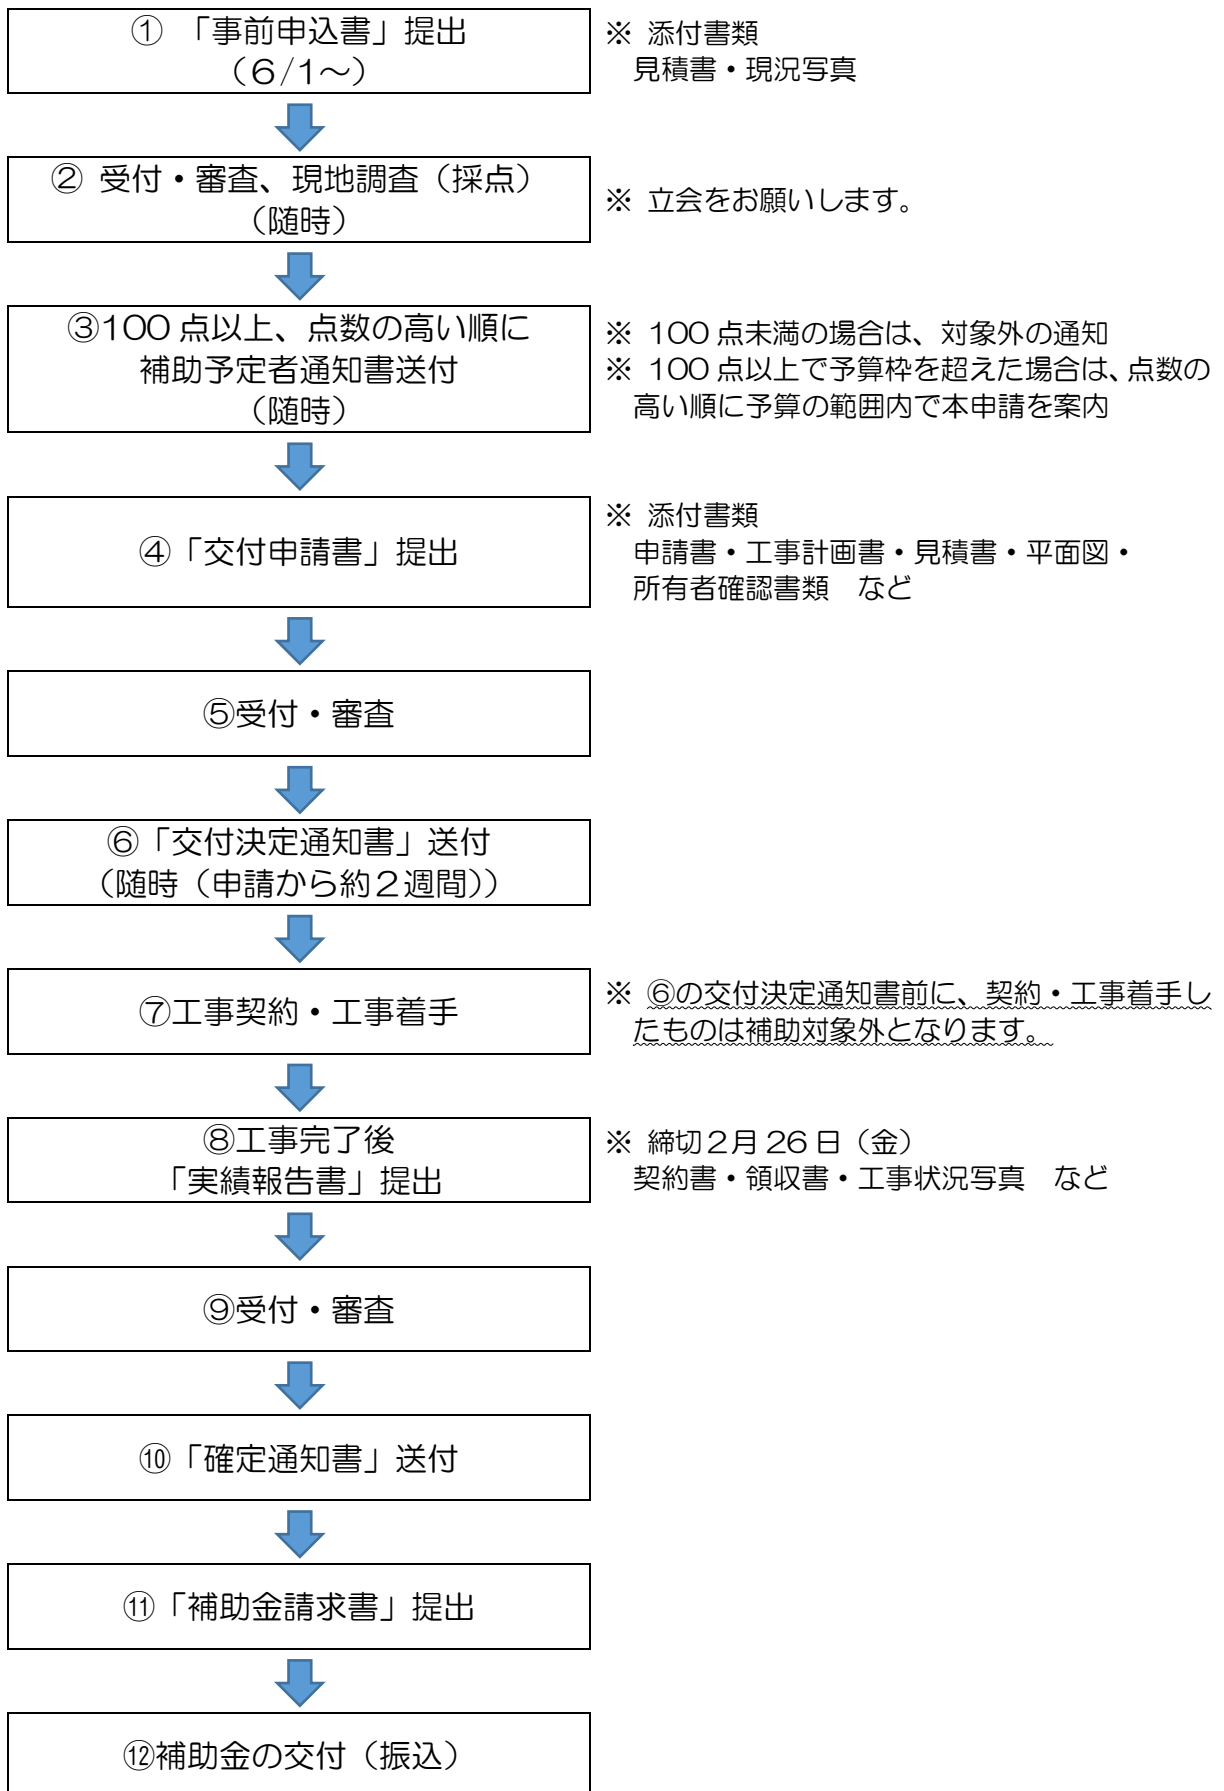 ① 「事前申込書」提出
（６/１～）
※ 添付書類
見積書・現況写真
② 受付・審査、現地調査（採点）
（随時）
※ 立会をお願いします。
③１００点以上、点数の高い順に
補助予定者通知書送付
（随時）
※ １００点未満の場合は、対象外の通知
※ １００点以上で予算枠を超えた場合は、点数の
高い順に予算の範囲内で本申請を案内
④「交付申請書」提出
※ 添付書類
申請書・工事計画書・見積書・平面図・
所有者確認書類　など
⑤受付・審査
⑥「交付決定通知書」送付
（随時（申請から約２週間））
⑦工事契約・工事着手
※ ⑥の交付決定通知書前に、契約・工事着手し
たものは補助対象外となります。
⑧工事完了後
「実績報告書」提出
※ 締切２月 26 日（金）
契約書・領収書・工事状況写真　など
⑨受付・審査
⑩「確定通知書」送付
⑪「補助金請求書」提出
⑫補助金の交付（振込）